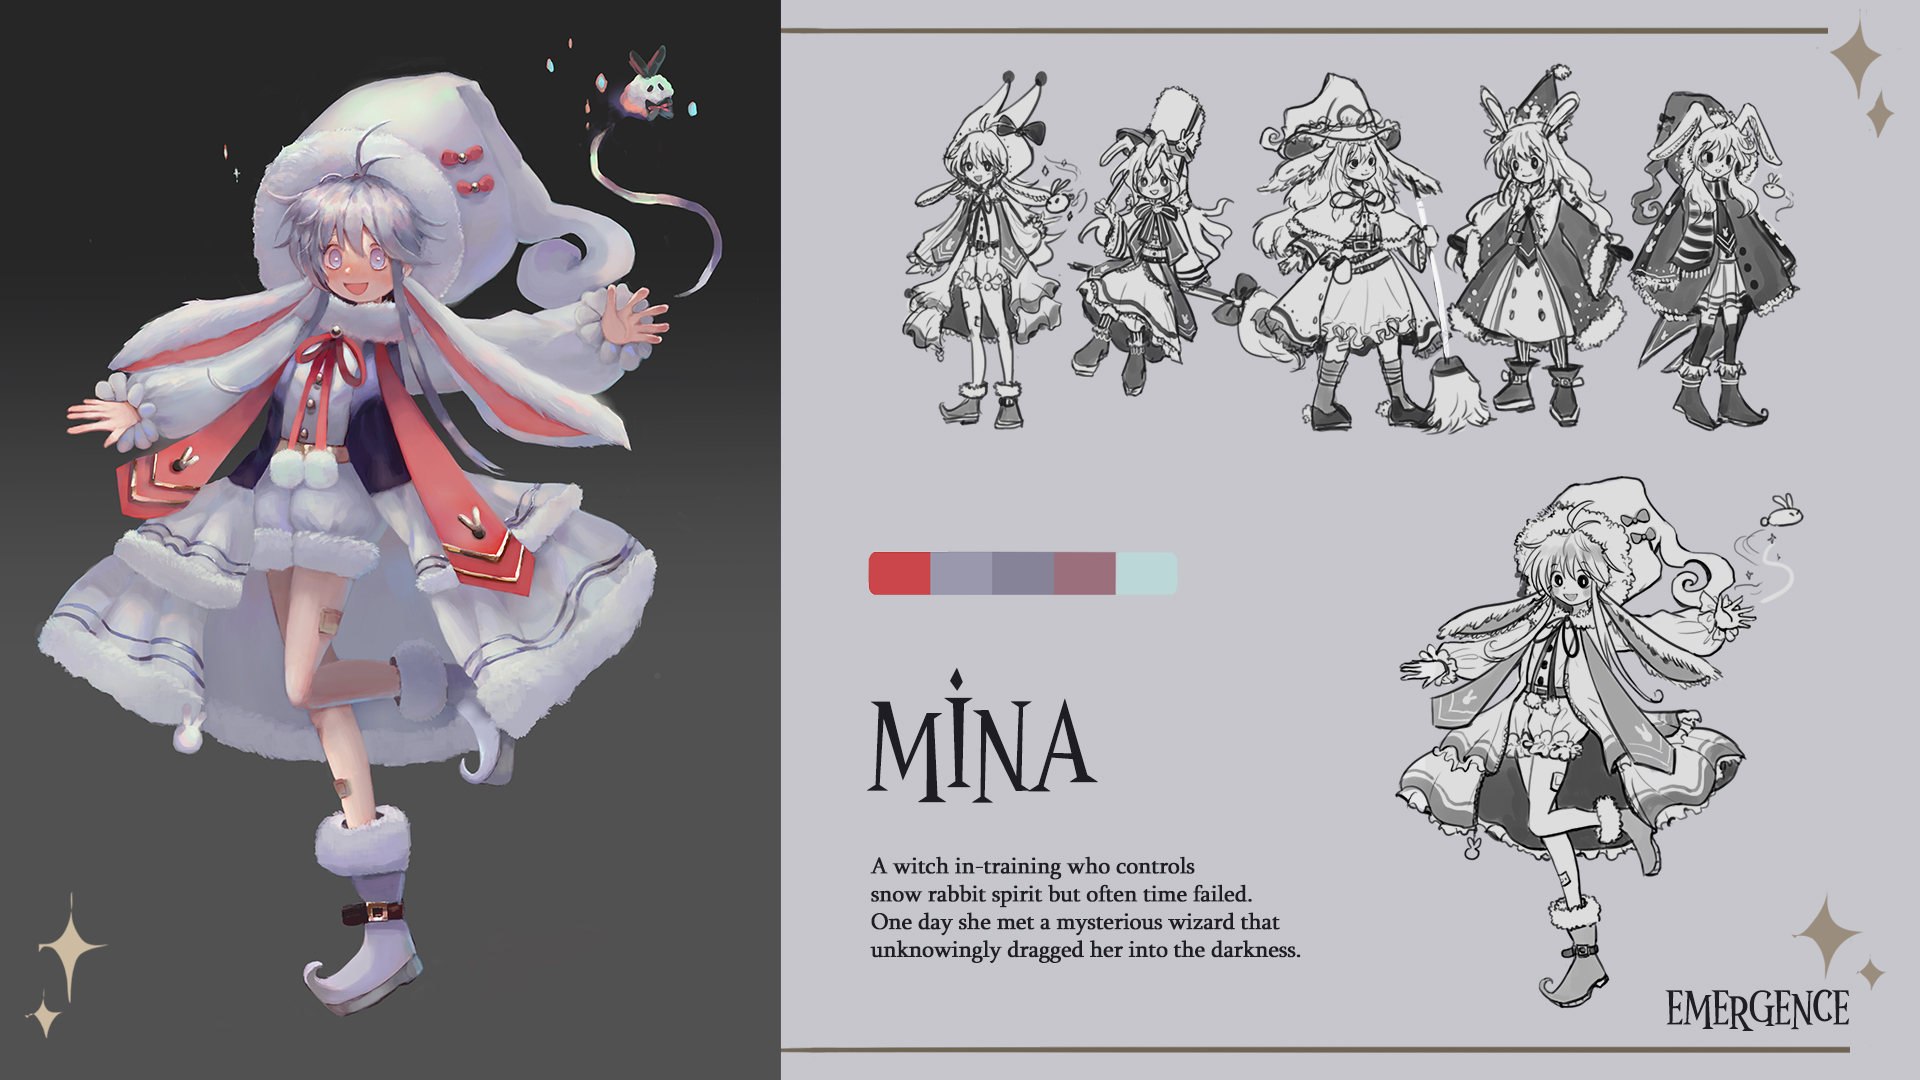 MINA
A witch in-training who controls
snow rabbit spirit but often time failed.
One day she met a mysterious wizard that
unknowingly dragged her into the darkness.
EMERGENCE